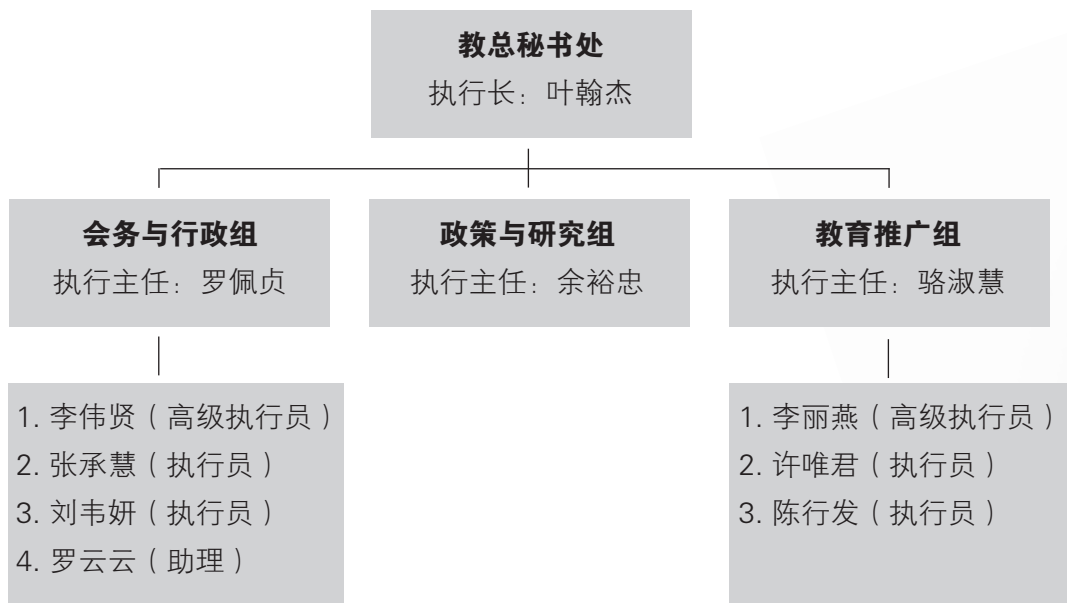 教总秘书处
执行长：叶翰杰
会务与行政组
执行主任：罗佩贞
政策与研究组
执行主任：余裕忠
教育推广组
执行主任：骆淑慧
1. 李伟贤（高级执行员）
2. 张承慧（执行员）
3. 刘韦妍（执行员）
4. 罗云云（助理）
1. 李丽燕（高级执行员）
2. 许唯君（执行员）
3. 陈行发（执行员）